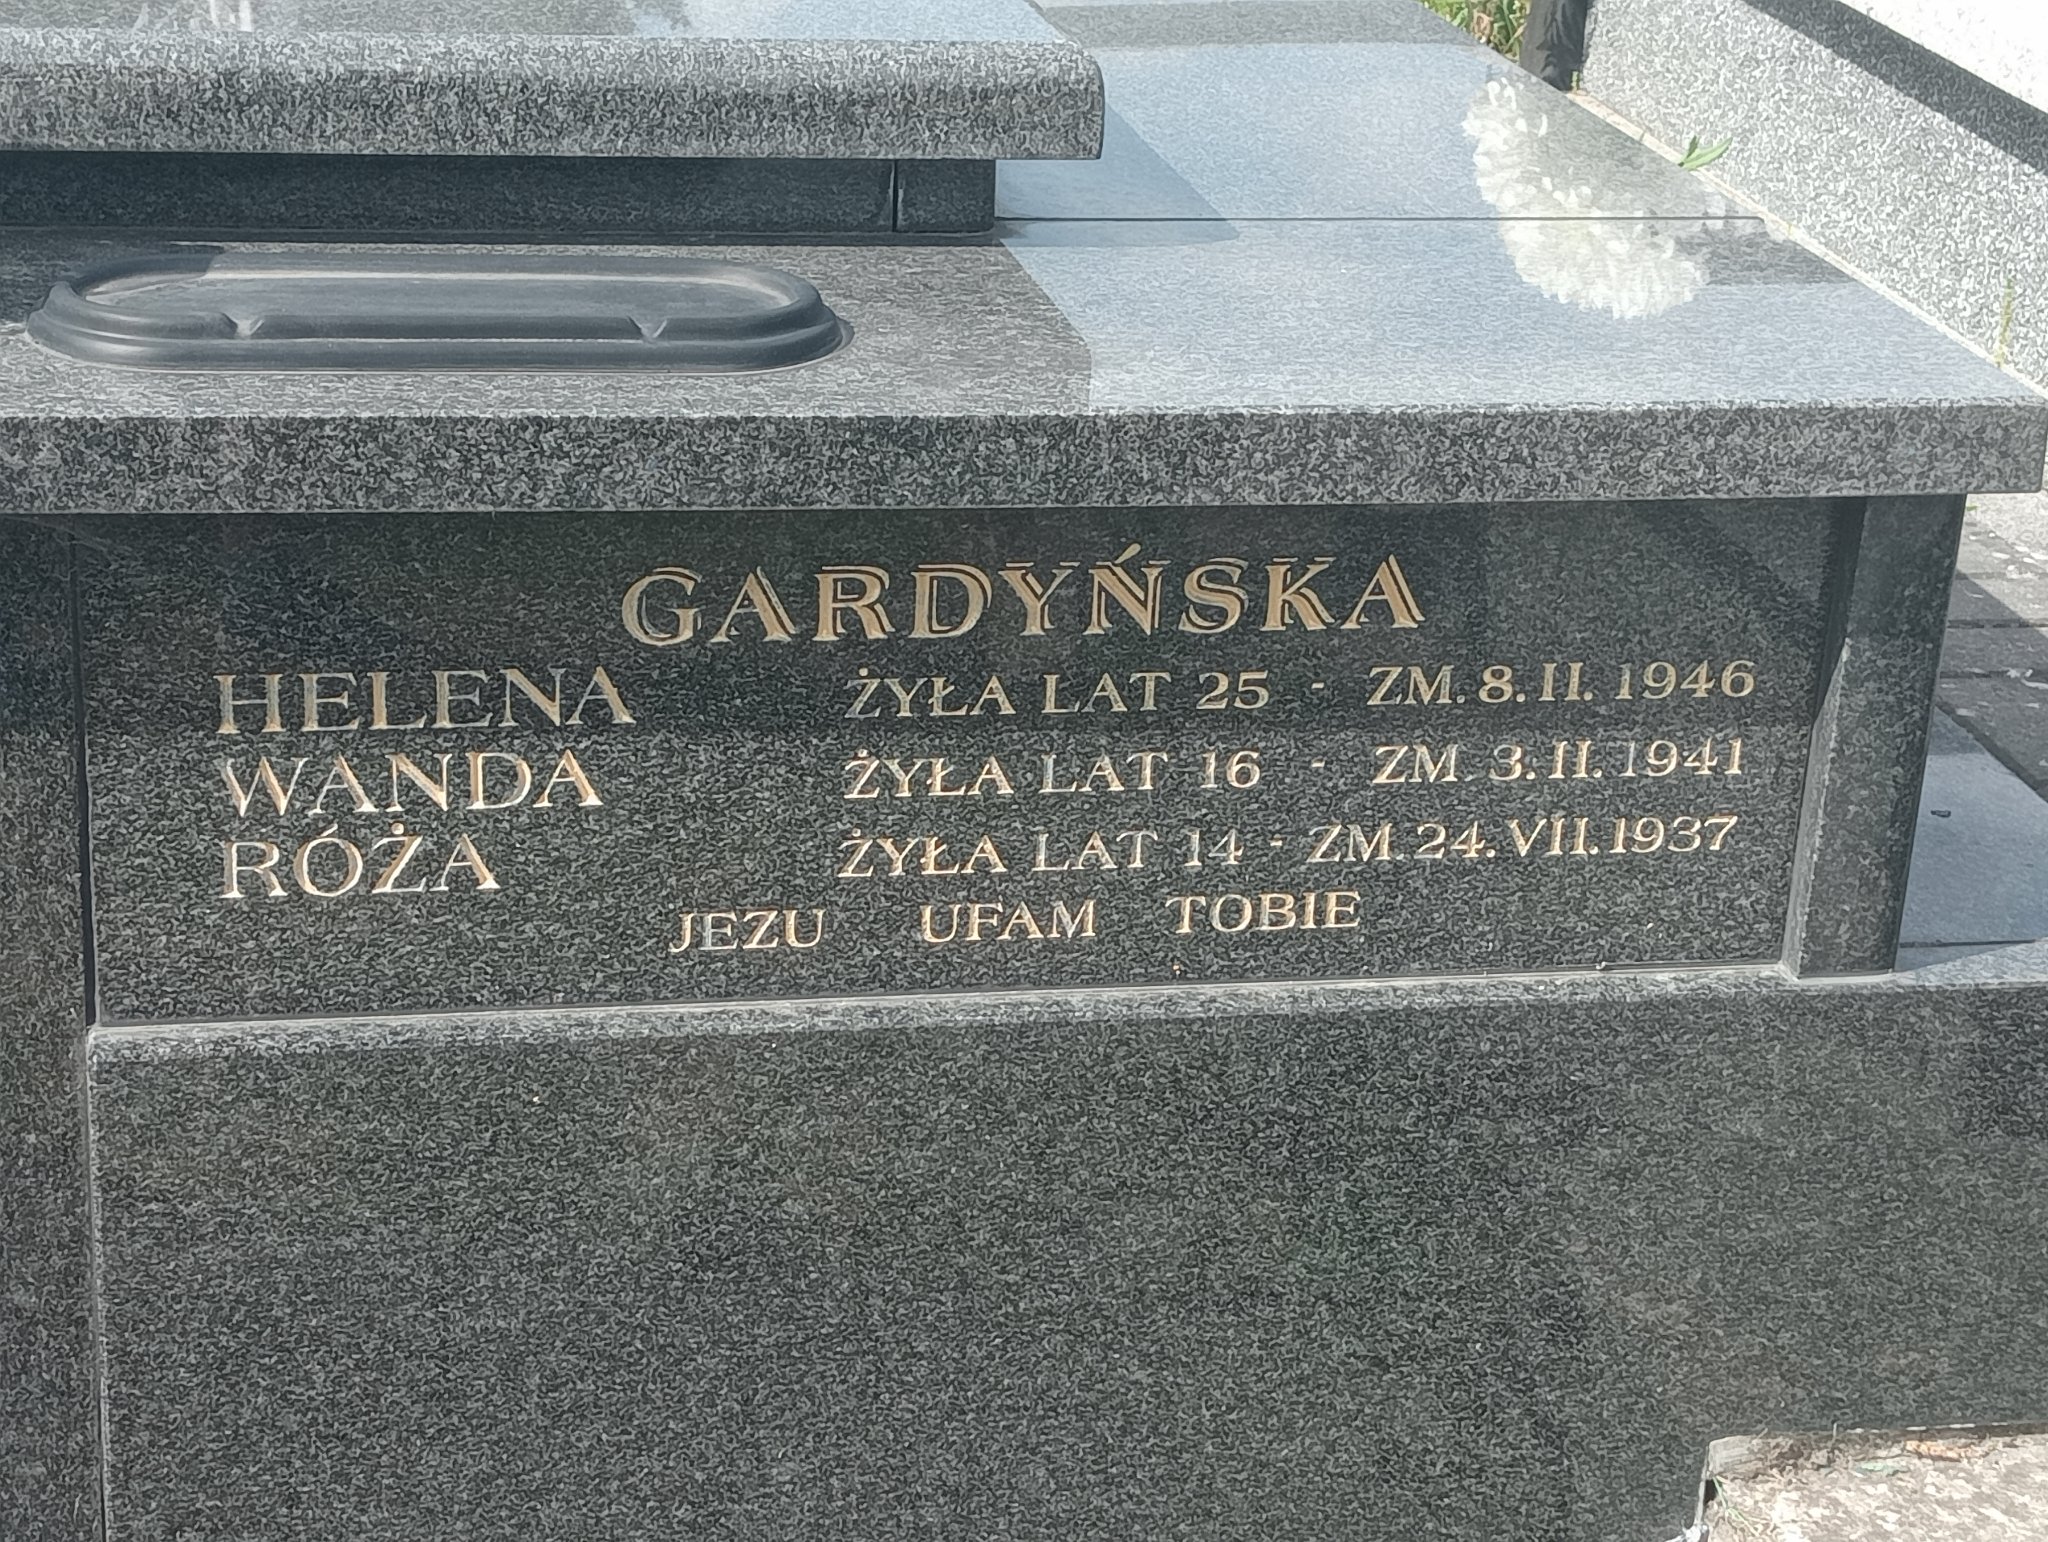 GARDYŃSKA
HELENA ŻYŁA LAT 25 - ZM. 8. II. 1946
WANDA ŻYŁA LAT 16 - ZM. 3. II. 1941
RÓŻA ŻYŁA LAT 14 - ZM. 24. VII. 1937
JEZU UFAM TOBIE